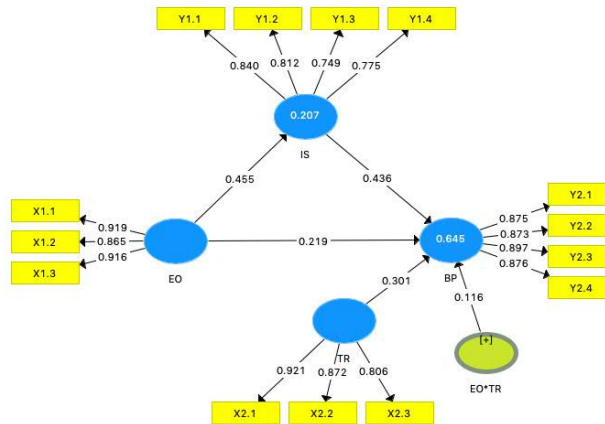 Y1.1 Y1.2 Y1.3 Y1.4
0.840 0.812 0.749 0.775
0.207
IS
0.455 0.436
X1.1
X1.2
X1.3
0.919
0.865
0.916
EO
0.219
0.645
BP
0.875
0.873
0.897
0.876
Y2.1
Y2.2
Y2.3
Y2.4
0.301
0.116
TR
[+]
EO*TR
0.921 0.872 0.806
X2.1 X2.2 X2.3